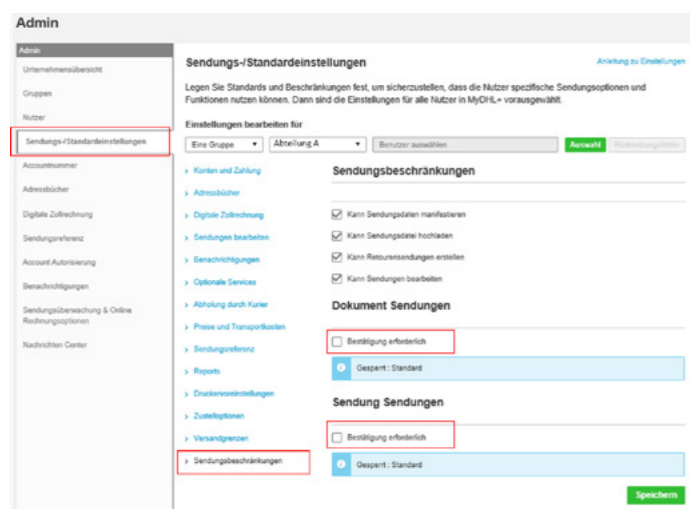 Admin
Admin
Unternehmensübersicht
Gruppen
Nutzer
Sendungs-/Standardeinstellungen
Accountnummer
Adressbücher
Digitale Zollrechnung
Sendungsreferenz
Account Autorisierung
Benachrichtigungen
Sendungsüberwachung & Online
Rechnungsoptionen
Nachrichten Center
Sendungs-/Standardeinstellungen
Anleitung zu Einstellungen
Legen Sie Standards und Beschränkungen fest, um sicherzustellen, dass die Nutzer spezifische Sendungsoptionen und
Funktionen nutzen können. Dann sind die Einstellungen für alle Nutzer in MyDHL+ vorausgewählt.
Einstellungen bearbeiten für
Eine Gruppe
Abteilung A
Benutzer auswählen
Auswahl
Konten und Zahlung
Adressbücher
Digitale Zollrechnung
Sendungen bearbeiten
Benachrichtigungen
Optionale Services
Abholung durch Kurier
Preise und Transportkosten
Sendungsreferenz
Reports
Druckervoreinstellungen
Zustelloptionen
Versandgrenzen
Sendungsbeschränkungen
Sendungsbeschränkungen
Kann Sendungsdaten manifestieren
Kann Sendungsdatei hochladen
Kann Retourensendungen erstellen
Kann Sendungen bearbeiten
Dokument Sendungen
Bestätigung erforderlich
Gesperrt : Standard
Sendung Sendungen
Bestätigung erforderlich
Gesperrt : Standard
Speichern